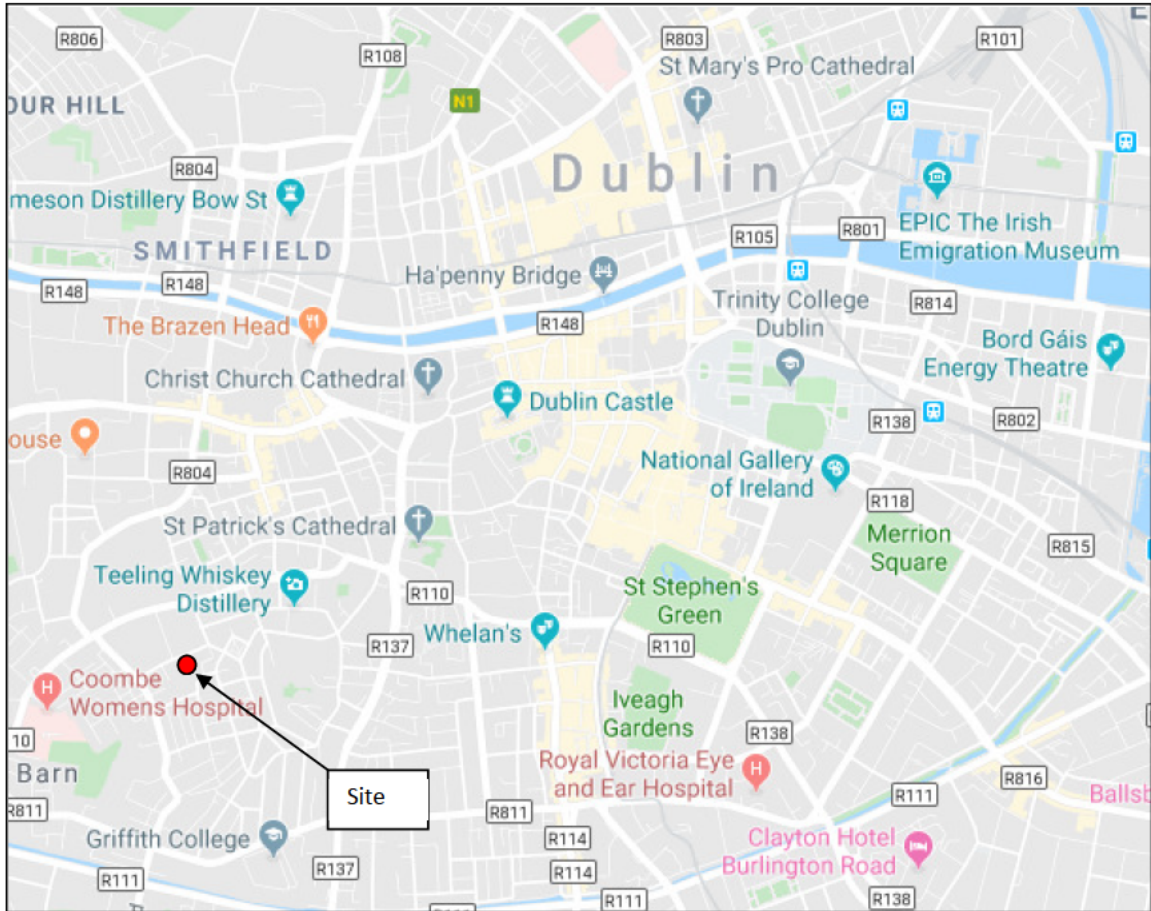 E
R806
R803
R101
R108
St Mary's Pro Cathedral
N1
OUR HILL
Dublin
R804
meson Distillery Bow St
EPIC The Irish
Emigration Museum
R801
R105
SMITHFIELD
Ha'penny Bridge
R148
R148
Trinity College
Dublin
R814
The Brazen Head
R148
Bord Gáis
Energy Theatre
Christ Church Cathedral
Dublin Castle
R138
R802
ouse
R804
National Gallery
of Ireland
R118
St Patrick's Cathedral
Merrion
Square
R815
Teeling Whiskey
Distillery
R110
St Stephen's
Green
Whelan's
R137
R110
Coombe
Womens Hospital
Iveagh
Gardens
10
R138
Barn
Royal Victoria Eye
and Ear Hospital
R816
Site
R111
Ballsb
R811
R811
Griffith College
R114
Clayton Hotel
Burlington Road
R137
R111
R114
R111
R138